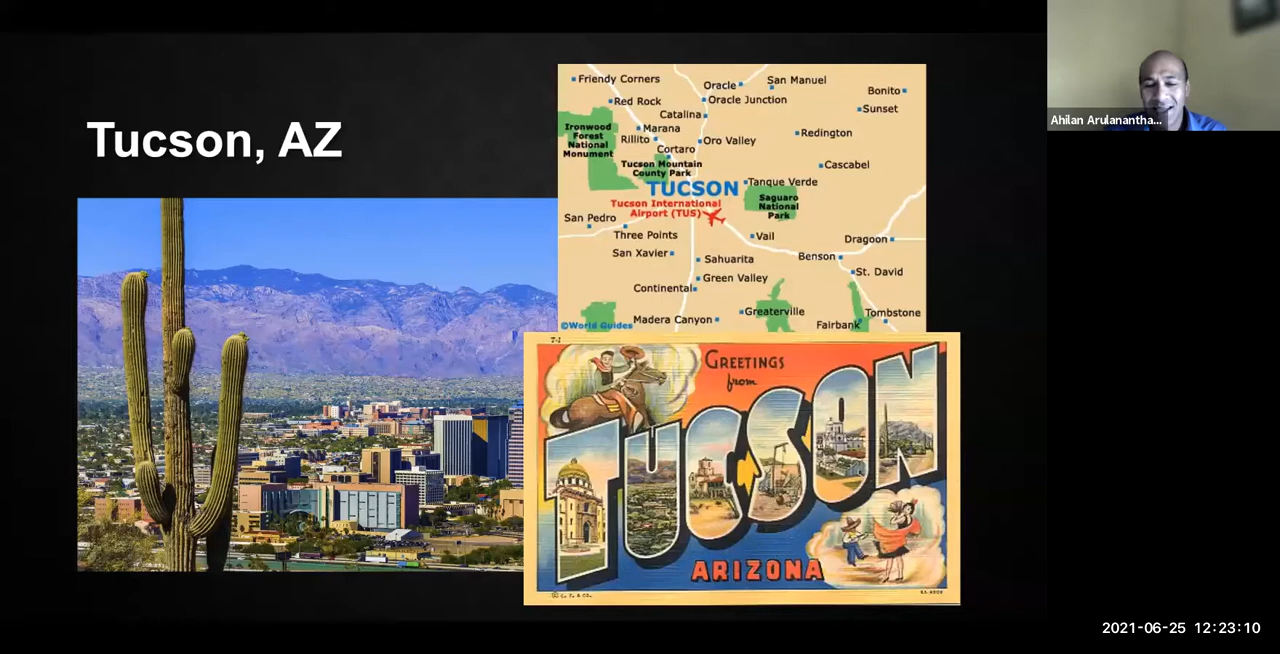 Tucson, AZ
Friendy Corners
Oracle
San Manuel
Bonito
Red Rock
Oracle Junction
Sunset
Catalina
Ironwood
Forest
National
Monument
Marana
Rillito
Oro Valley
Redington
Cortaro
Tucson Mountain
County Park
Cascabel
TUCSON
Tanque Verde
Tucson International
Airport (TUS)
Saguaro
National
Park
San Pedro
Three Points
Vail
Dragoon
San Xavier
Sahuarita
Benson
St. David
Green Valley
Continental
Madera Canyon
Greaterville
Tombstone
Fairbank
©World Guides
GREETINGS
from
TUCSON
ARIZONA
Ahilan Arulanantha...
2021-06-25 12:23:10